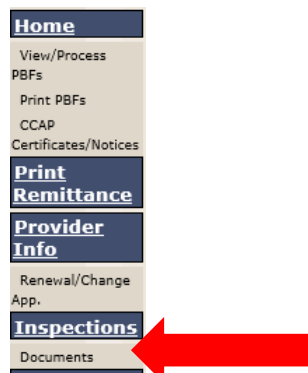 Home
View/Process
PBFs
Print PBFs
CCAP
Certificates/Notices
Print
Remittance
Provider
Info
Renewal/Change
App.
Inspections
Documents